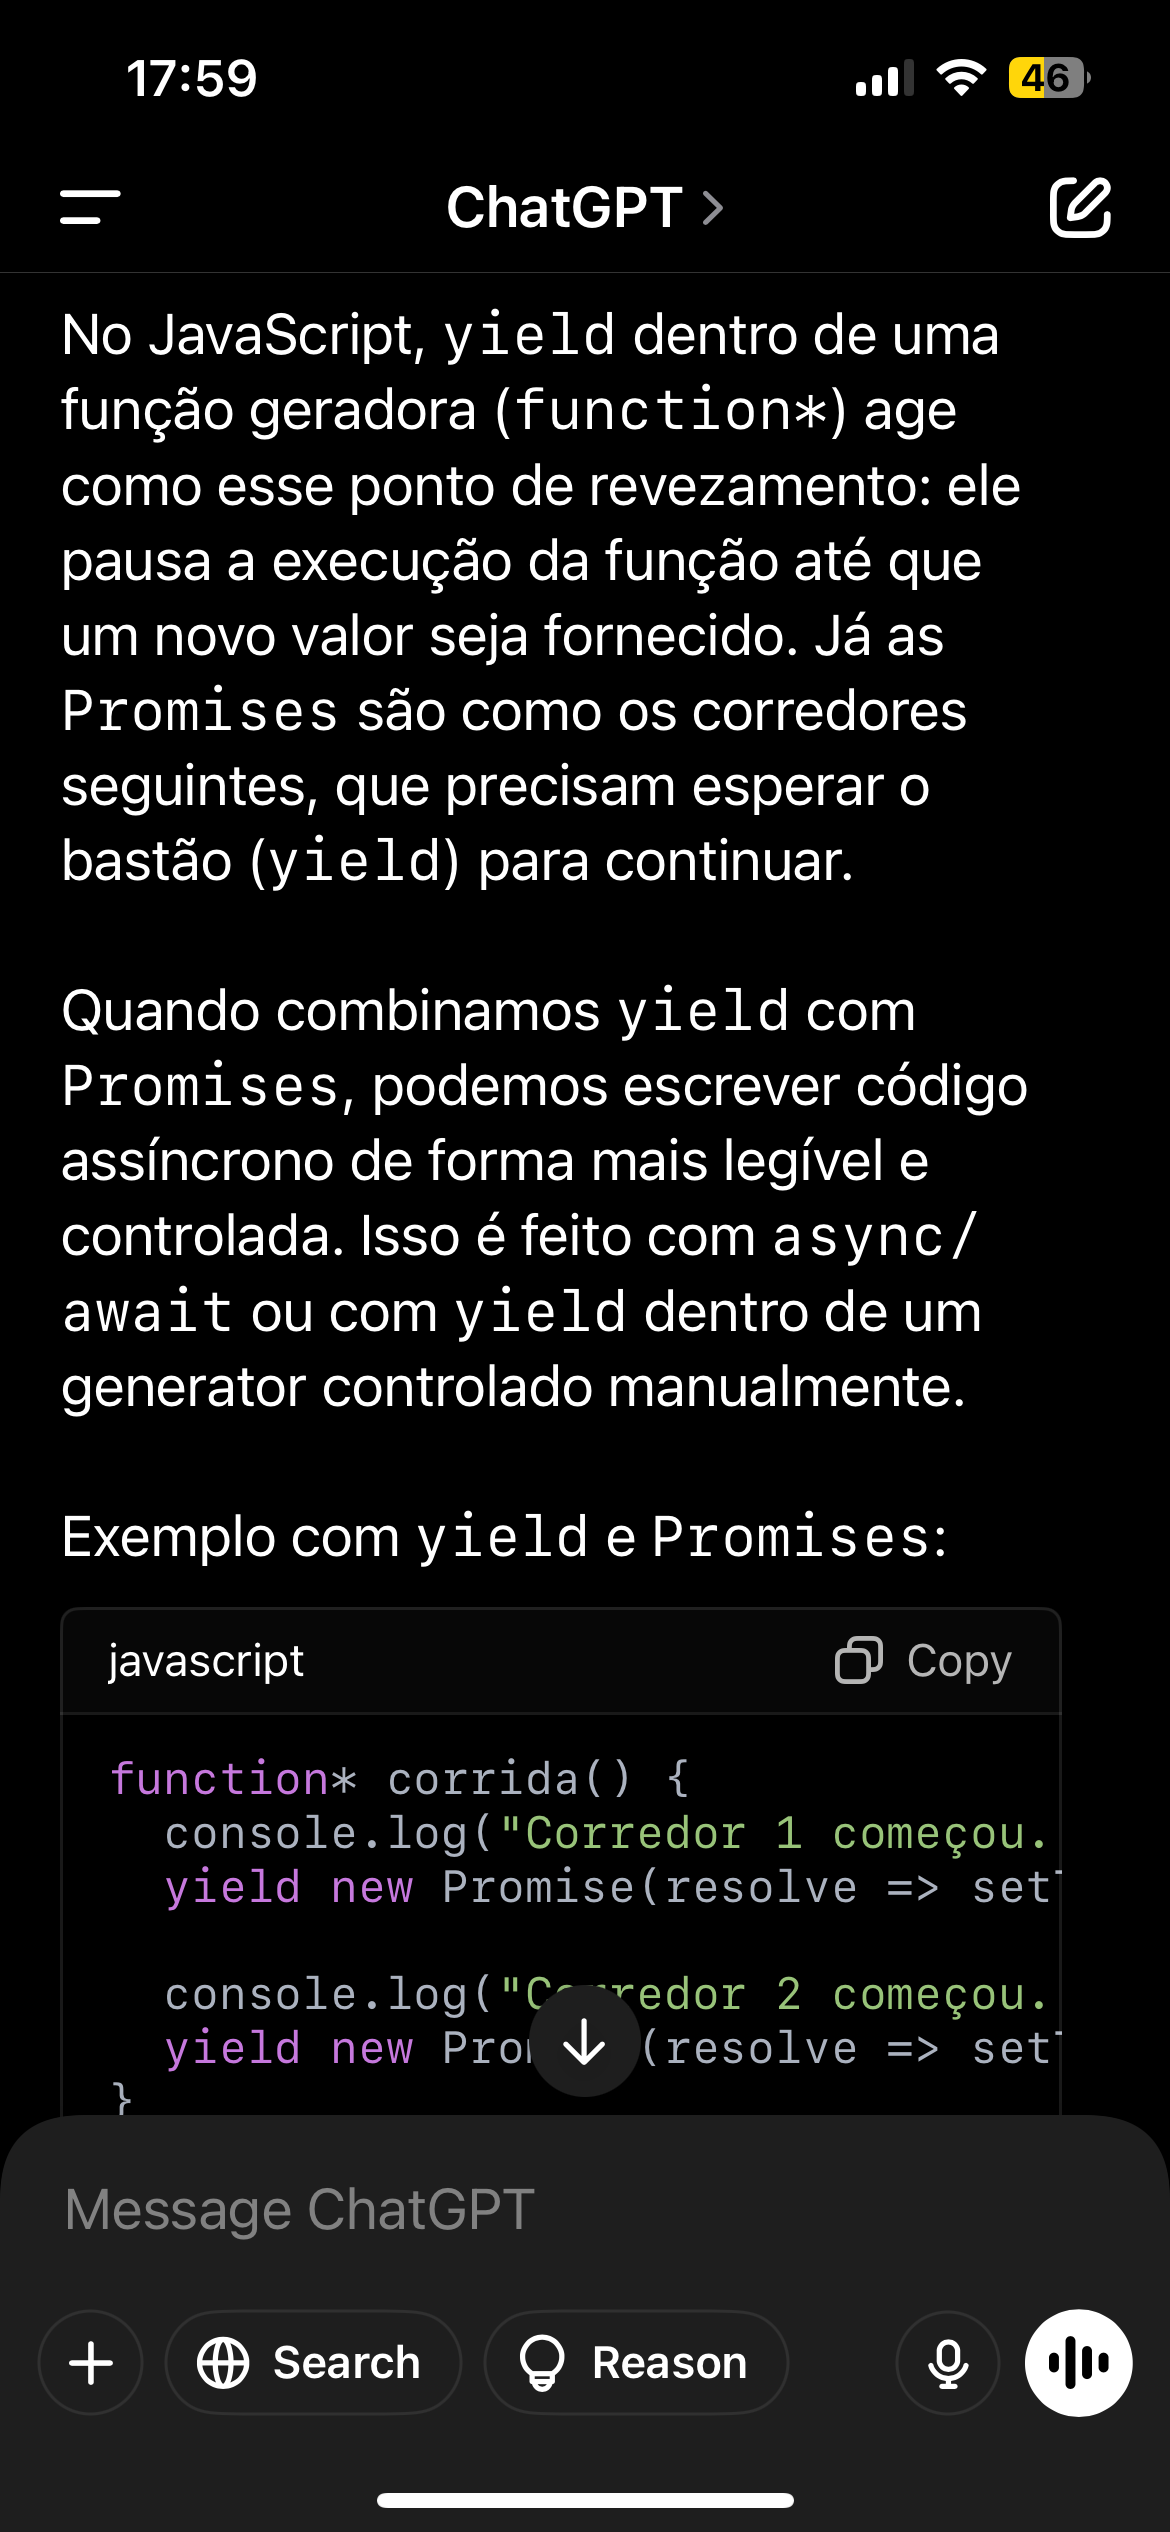 17:59
46
ChatGPT
No JavaScript, yield dentro de uma
função geradora (function*) age
como esse ponto de revezamento: ele
pausa a execução da função até que
um novo valor seja fornecido. Já as
Promises são como os corredores
seguintes, que precisam esperar o
bastão (yield) para continuar.
Quando combinamos yield com
Promises, podemos escrever código
assíncrono de forma mais legível e
controlada. Isso é feito com async/
await ou com yield dentro de um
generator controlado manualmente.
Exemplo com yield e Promises:
javascript Copy
function* corrida() {
console.log("Corredor 1 começou.
yield new Promise(resolve => set
console.log("Corredor 2 começou.
yield new (resolve => set
}
Message ChatGPT
Search Reason